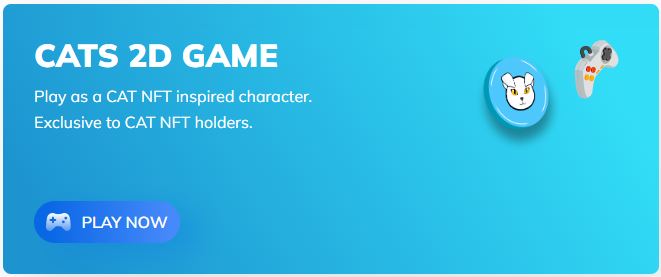 CATS 2D GAME
Play as a CAT NFT inspired character.
Exclusive to CAT NFT holders.
PLAY NOW